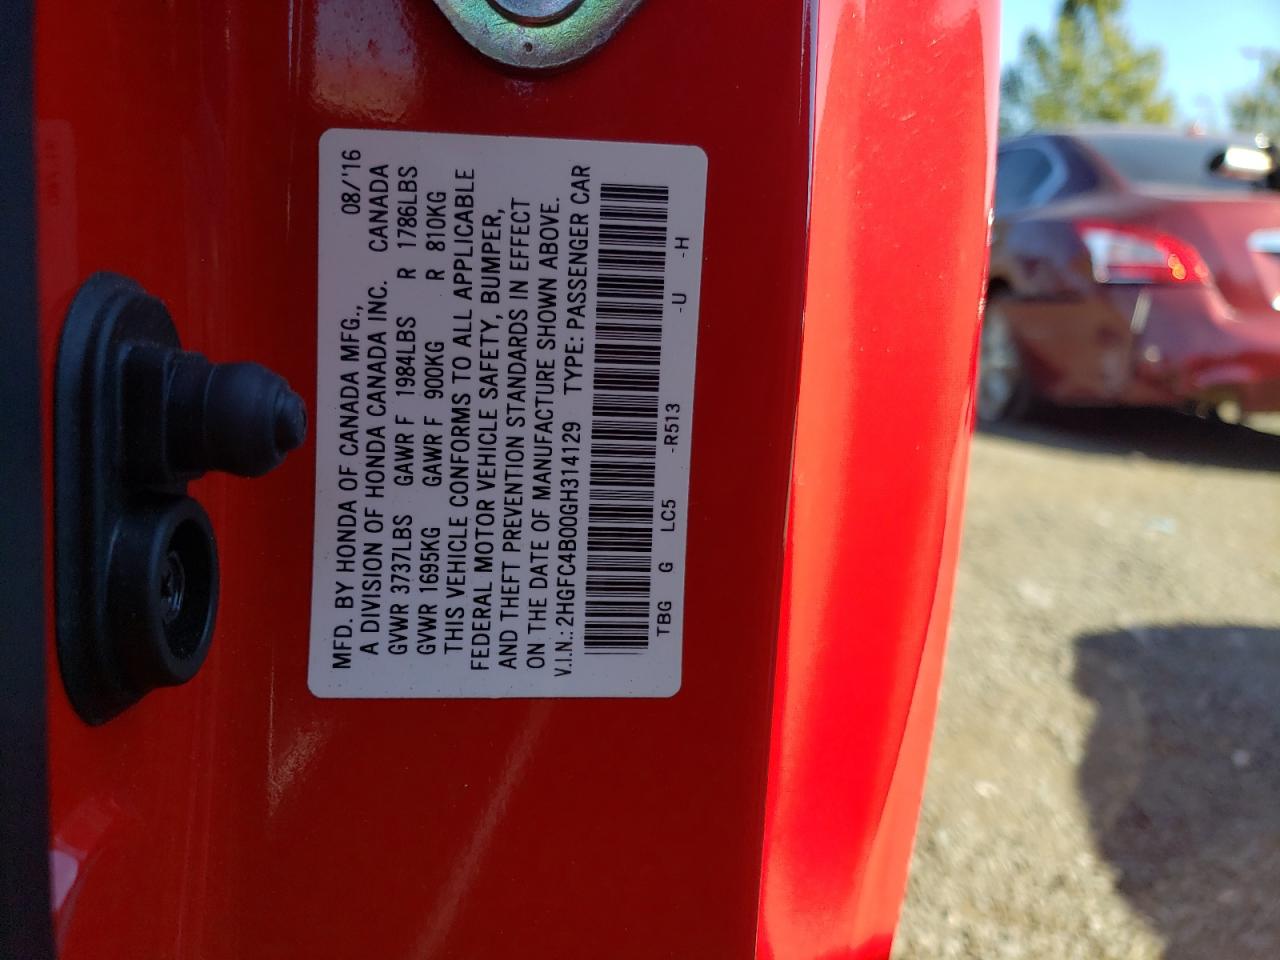 MFD. BY HONDA OF CANADA MFG., 08/'16
A DIVISION OF HONDA CANADA INC. CANADA
GVWR 3737LBS GAWR F 1984LBS R 1786LBS
GVWR 1695KG GAWR F 900KG R 810KG
THIS VEHICLE CONFORMS TO ALL APPLICABLE
FEDERAL MOTOR VEHICLE SAFETY, BUMPER,
AND THEFT PREVENTION STANDARDS IN EFFECT
ON THE DATE OF MANUFACTURE SHOWN ABOVE.
V.I.N.:2HGFC4B00GH314129 TYPE: PASSENGER CAR
TBG G LC5 -R513 -U -H